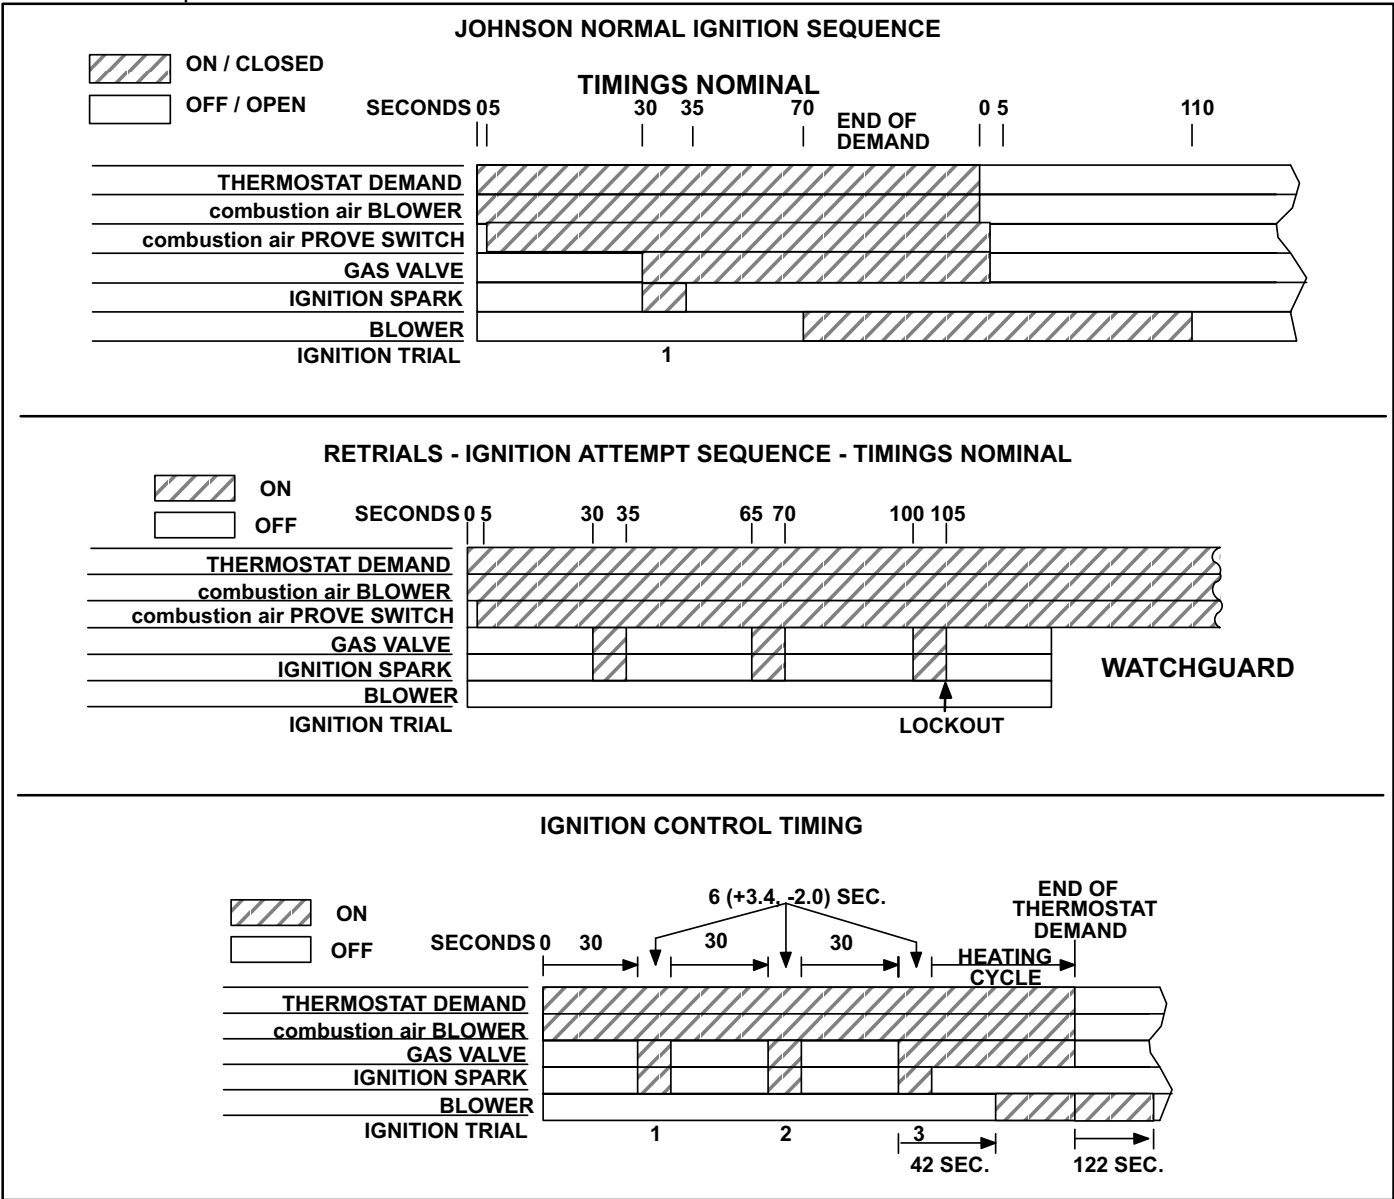 JOHNSON NORMAL IGNITION SEQUENCE
ON / CLOSED
OFF / OPEN
TIMINGS NOMINAL
SECONDS 0 5 30 35 70 END OF DEMAND 0 5 110
THERMOSTAT DEMAND
combustion air BLOWER
combustion air PROVE SWITCH
GAS VALVE
IGNITION SPARK
BLOWER
IGNITION TRIAL 1
RETRIALS - IGNITION ATTEMPT SEQUENCE - TIMINGS NOMINAL
ON
OFF
SECONDS 0 5 30 35 65 70 100 105
THERMOSTAT DEMAND
combustion air BLOWER
combustion air PROVE SWITCH
GAS VALVE
IGNITION SPARK
WATCHGUARD
BLOWER
IGNITION TRIAL
LOCKOUT
IGNITION CONTROL TIMING
ON
OFF
6 (+3.4, -2.0) SEC.
END OF
THERMOSTAT
DEMAND
SECONDS 0 30 30 30
HEATING
CYCLE
THERMOSTAT DEMAND
combustion air BLOWER
GAS VALVE
IGNITION SPARK
BLOWER
IGNITION TRIAL 1 2 3
42 SEC. 122 SEC.